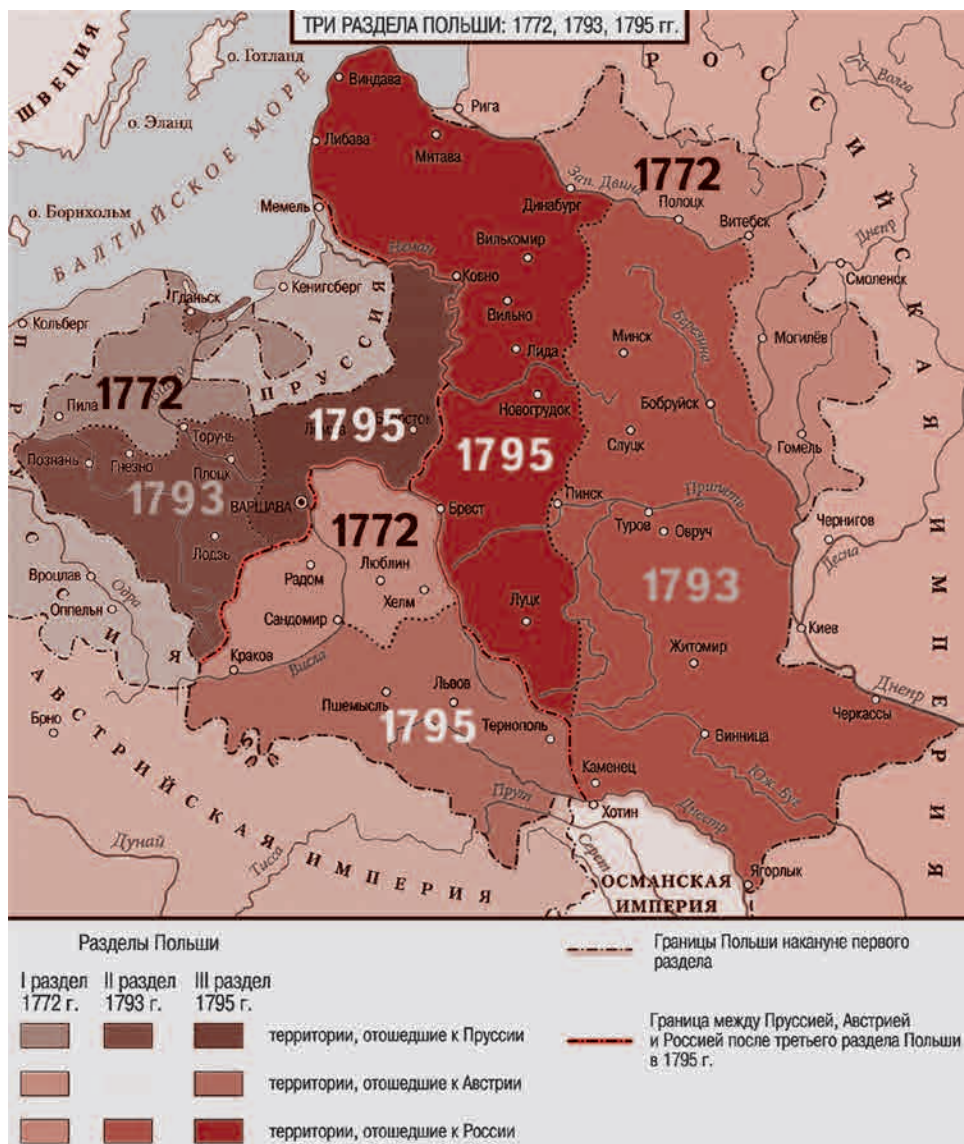 ТРИ РАЗДЕЛА ПОЛЬШИ: 1772, 1793, 1795 гг.
ШВЕЦИЯ
о. Готланд
о. Эланд
о. Борнхольм
БАЛТИЙСКОЕ МОРЕ
РОССИЙСКАЯ ИМПЕРИЯ
Волга
Виндава
Рига
Либава
Митава
1772
Зап. Двина
Динабург
Полоцк
Витебск
Мемель
Неман
Вилькомир
Днепр
Смоленск
Ковно
Кенигсберг
Гданьск
Кольберг
Вильно
Минск
Березина
Могилёв
Лида
ПРУССИЯ
ПРУССИЯ
1772
Висла
Пила
Новогрудок
Бобруйск
1795
Торунь
Слуцк
Гомель
Познань
Гнезно
Плоцк
1793
1795
ВАРШАВА
Брест
Пинск
Припять
1772
Туров
Овруч
Чернигов
Десна
Лодзь
Радом
Люблин
Хелм
Вроцлав
Одра
Оппельн
1793
Луцк
Сандомир
Киев
Краков
Висла
Житомир
Днепр
Львов
Пшемысль
1795
Тернополь
Черкассы
Брно
Винница
АВСТРИЙСКАЯ ИМПЕРИЯ
Каменец
Юж. Буг
Прут
Хотин
Днестр
Дунай
Тисса
Серет
Ягорлык
ОСМАНСКАЯ
ИМПЕРИЯ
Разделы Польши
I раздел II раздел III раздел
1772 г. 1793 г. 1795 г.
территории, отошедшие к Пруссии
территории, отошедшие к Австрии
территории, отошедшие к России
Границы Польши накануне первого
раздела
Граница между Пруссией, Австрией
и Россией после третьего раздела Польши
в 1795 г.